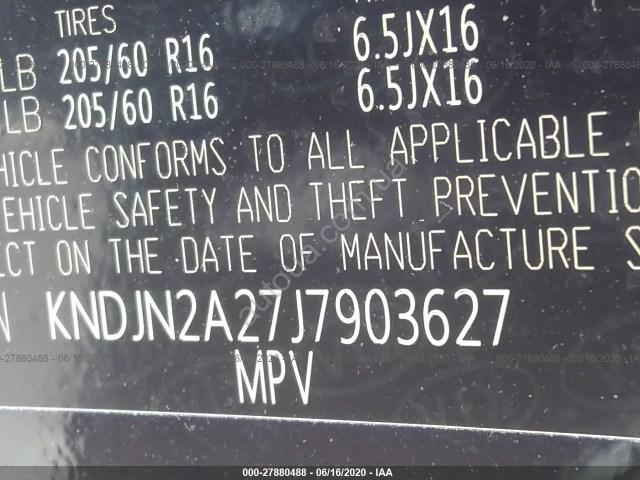 TIRES
LB 205/60 R16 6.5JX16
LB 205/60 R16 6.5JX16
HICLE CONFORMS TO ALL APPLICABLE
EHICLE SAFETY AND THEFT PREVENTIO
CT ON THE DATE OF MANUFACTURE S
N KNDJN2A27J7903627
MPV
000-27880488 - 06/16/2020 - IAA